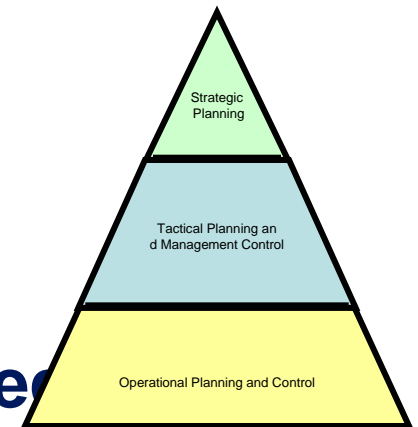 Strategic
Planning
Tactical Planning an
d Management Control
Operational Planning and Control